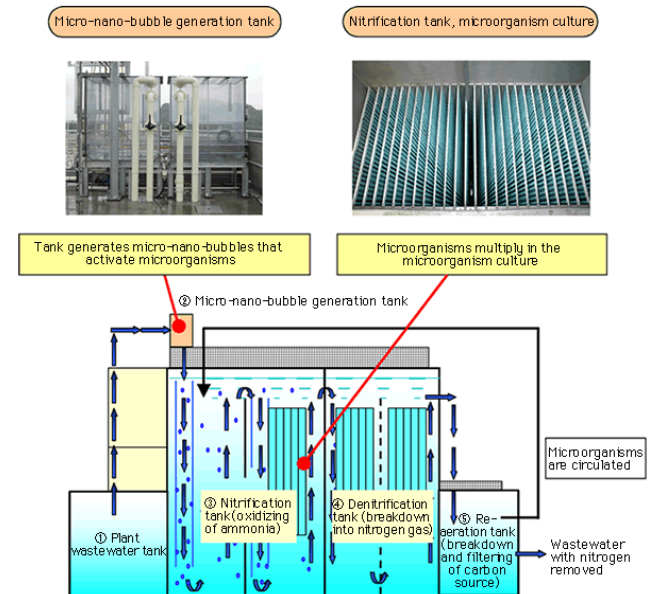 Micro-nano-bubble generation tank
Nitrification tank, microorganism culture
Tank generates micro-nano-bubbles that
activate microorganisms
Microorganisms multiply in the
microorganism culture
② Micro-nano-bubble generation tank
Microorganisms
are circulated
① Plant
wastewater tank
③ Nitrification
tank(oxidizing
of ammonia)
④ Denitrification
tank (breakdown
into nitrogen gas)
⑤ Re-
aeration tank
(breakdown
and filtering
of carbon
source)
Wastewater
with nitrogen
removed